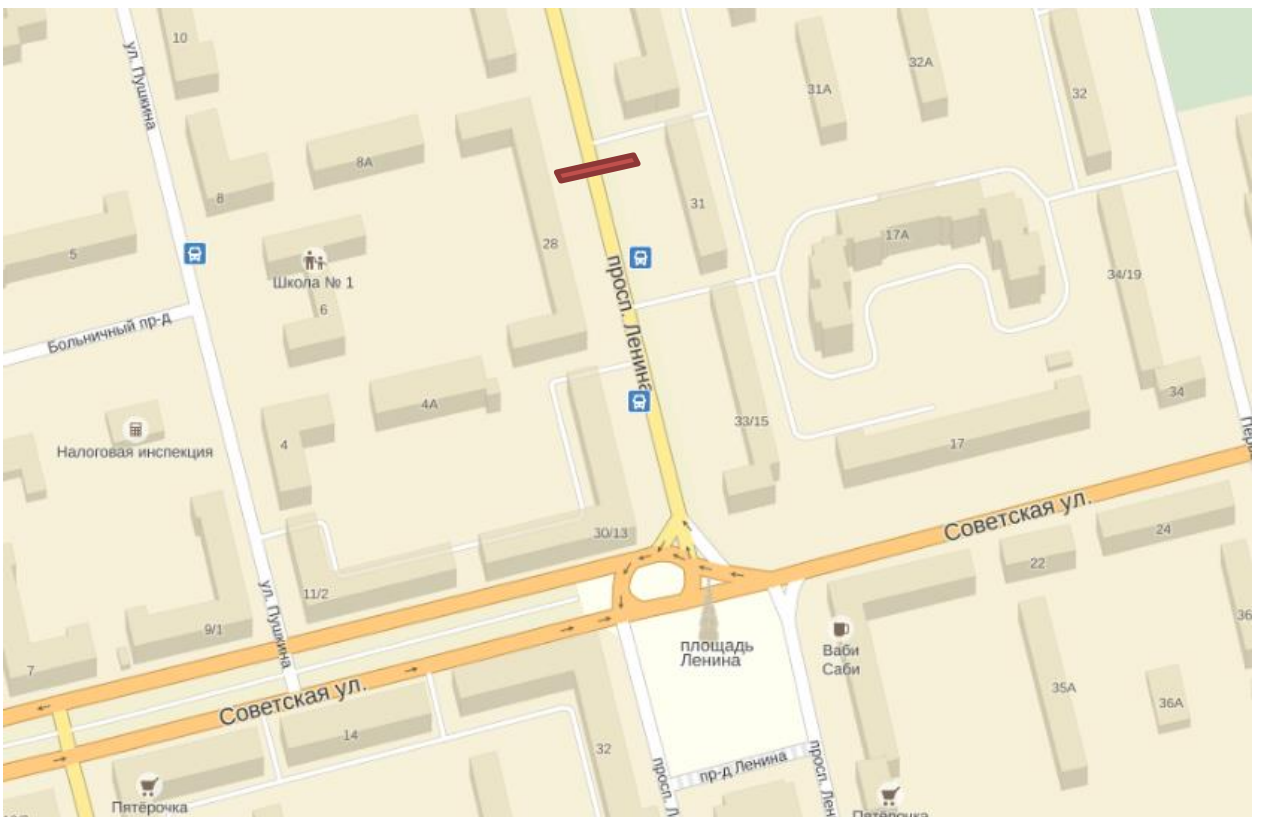 10
ул. Пушкина
32А
31А
32
8А
8
31
5
28
17А
Школа № 1
6
34/19
просп. Ленина
Больничный пр-д
4А
34
4
33/15
17
Налоговая инспекция
Советская ул.
30/13
24
22
11/2
ул. Пушкина
9/1
36
площадь
Ленина
Ваби
Саби
7
Советская ул.
35А
36А
14
32
пр-д Ленина
просп. Л
просп. Лен
Пятёрочка
Пятёрочка